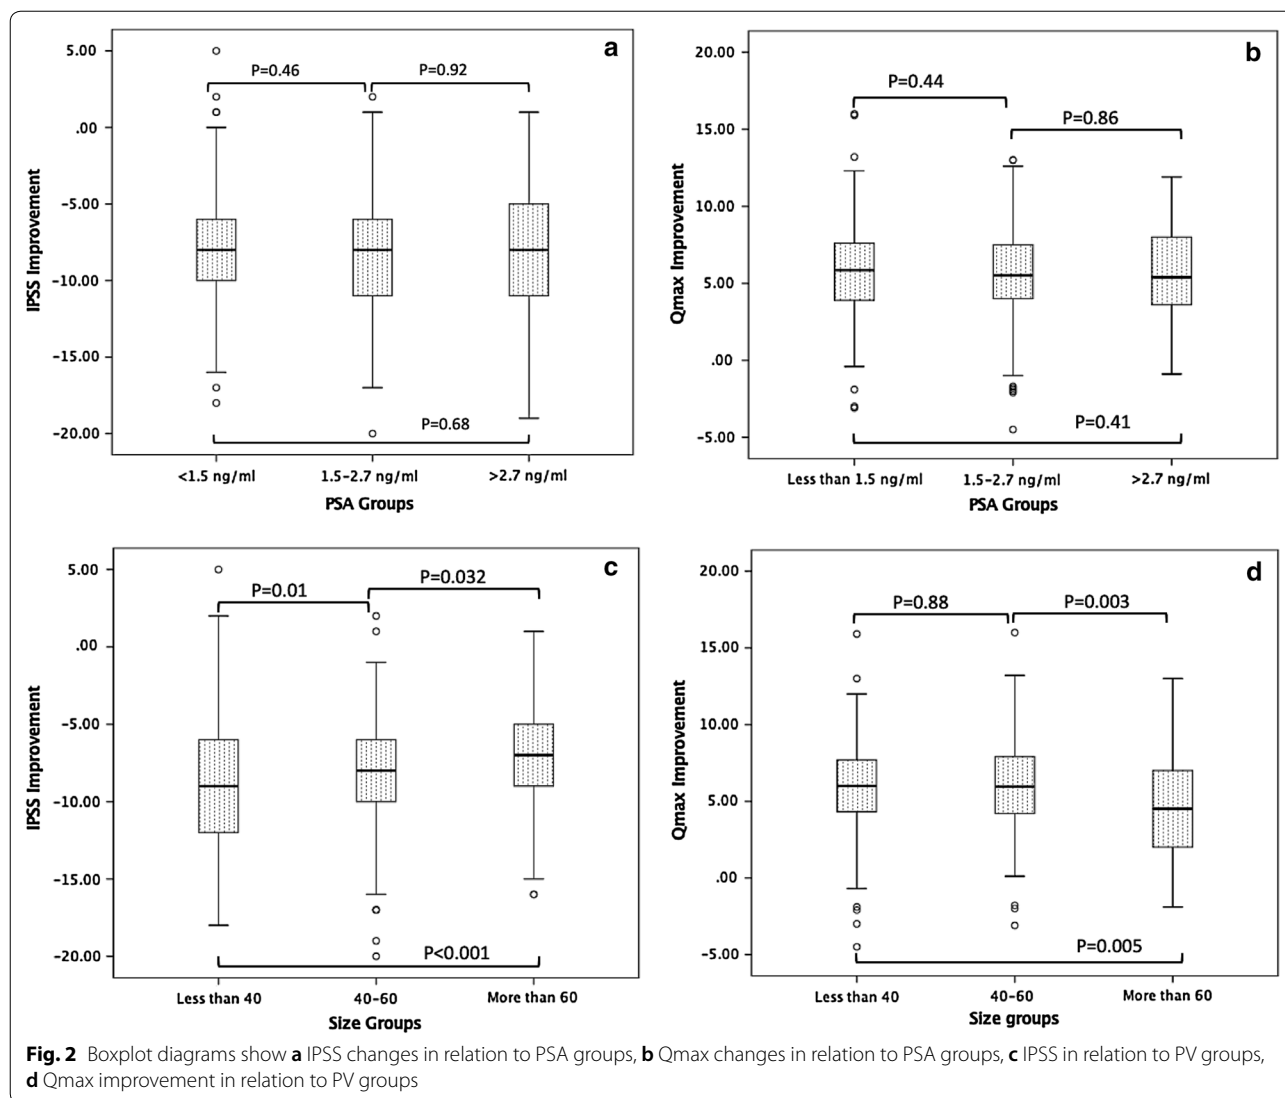 a
5.00
.00
-5.00
-10.00
-15.00
-20.00
IPSS Improvement
P=0.46
P=0.92
P=0.68
<1.5 ng/ml
1.5-2.7 ng/ml
>2.7 ng/ml
PSA Groups
b
20.00
15.00
10.00
5.00
.00
-5.00
Qmax Improvement
P=0.44
P=0.86
P=0.41
Less than 1.5 ng/ml
1.5-2.7 ng/ml
>2.7 ng/ml
PSA Groups
c
5.00
.00
-5.00
-10.00
-15.00
-20.00
IPSS Improvement
P=0.01
P=0.032
P<0.001
Less than 40
40-60
More than 60
Size Groups
d
20.00
15.00
10.00
5.00
.00
-5.00
Qmax Improvement
P=0.88
P=0.003
P=0.005
Less than 40
40-60
More than 60
Size groups
Fig. 2 Boxplot diagrams show a IPSS changes in relation to PSA groups, b Qmax changes in relation to PSA groups, c IPSS in relation to PV groups,
d Qmax improvement in relation to PV groups